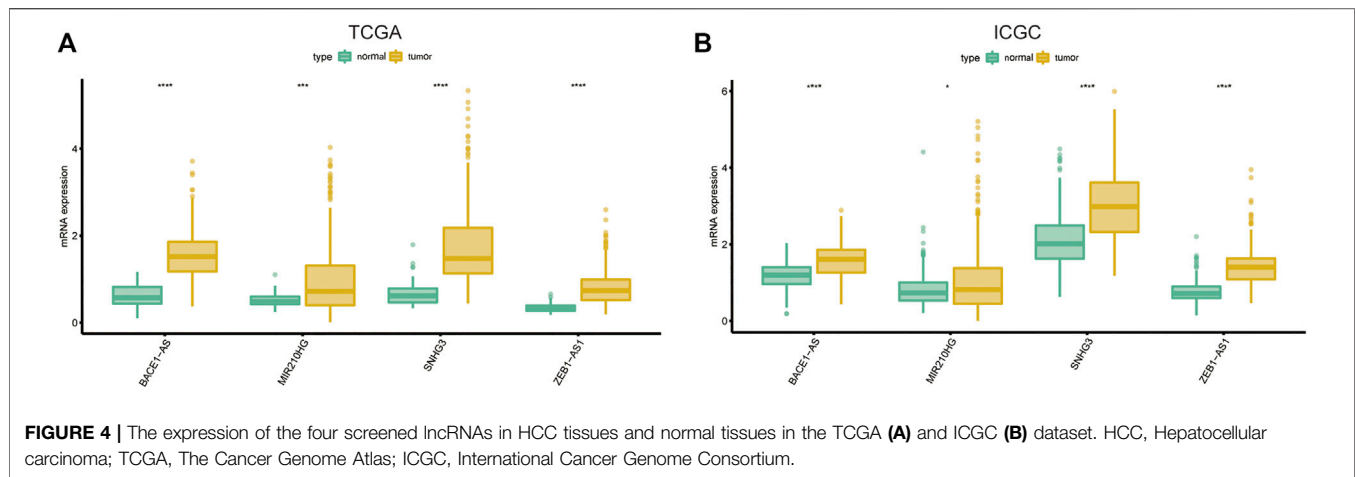 A
TCGA
type normal tumor
**** *** **** ****
mRNA expression
4
2
0
BACE1-AS
MIR210HG
SNHG3
ZEB1-AS1
B
ICGC
type normal tumor
**** * **** ****
mRNA expression
6
4
2
0
BACE1-AS
MIR210HG
SNHG3
ZEB1-AS1
FIGURE 4 | The expression of the four screened lncRNAs in HCC tissues and normal tissues in the TCGA (A) and ICGC (B) dataset. HCC, Hepatocellular
carcinoma; TCGA, The Cancer Genome Atlas; ICGC, International Cancer Genome Consortium.